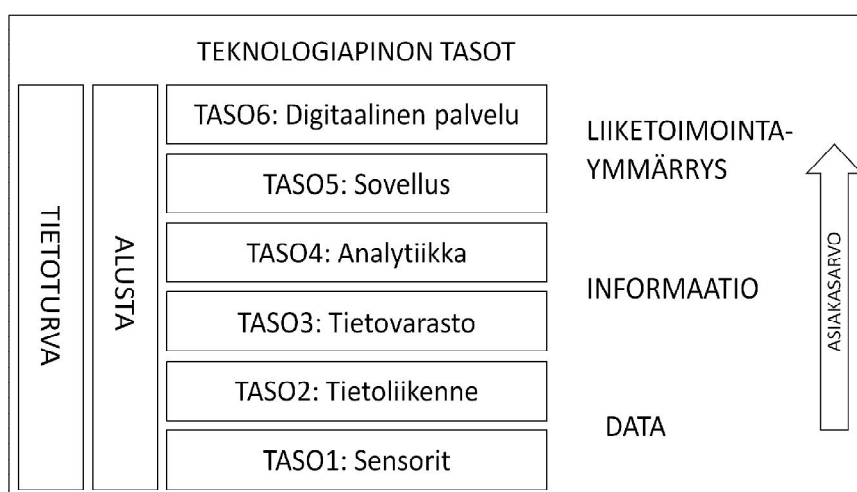 TEKNOLOGIAPINON TASOT
TIETOTURVA
ALUSTA
TASO6: Digitaalinen palvelu
TASO5: Sovellus
TASO4: Analytiikka
TASO3: Tietovarasto
TASO2: Tietoliikenne
TASO1: Sensorit
LIIKETOIMOINTA-
YMMÄRRYS
INFORMAATIO
DATA
ASIAKASARVO